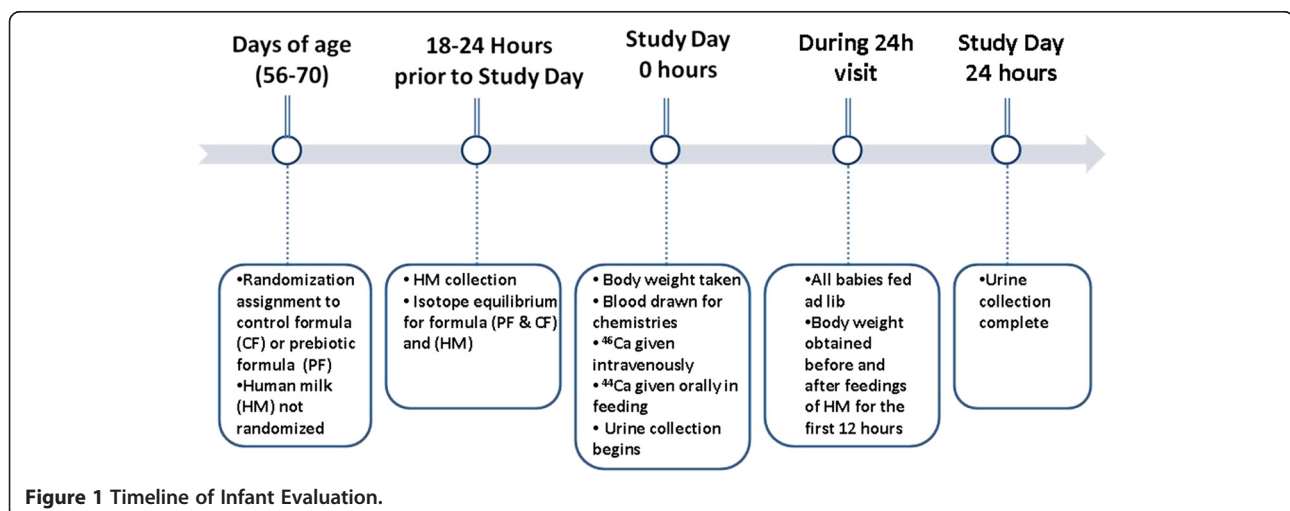 Days of age
(56-70)
18-24 Hours
prior to Study Day
Study Day
0 hours
During 24h
visit
Study Day
24 hours
•Randomization
assignment to
control formula
(CF) or prebiotic
formula (PF)
•Human milk
(HM) not
randomized
• HM collection
• Isotope equilibrium
for formula (PF & CF)
and (HM)
• Body weight taken
• Blood drawn for
chemistries
• ⁴⁶Ca given
intravenously
• ⁴⁴Ca given orally in
feeding
• Urine collection
begins
•All babies fed
ad lib
•Body weight
obtained
before and
after feedings
of HM for the
first 12 hours
• Urine
collection
complete
Figure 1 Timeline of Infant Evaluation.